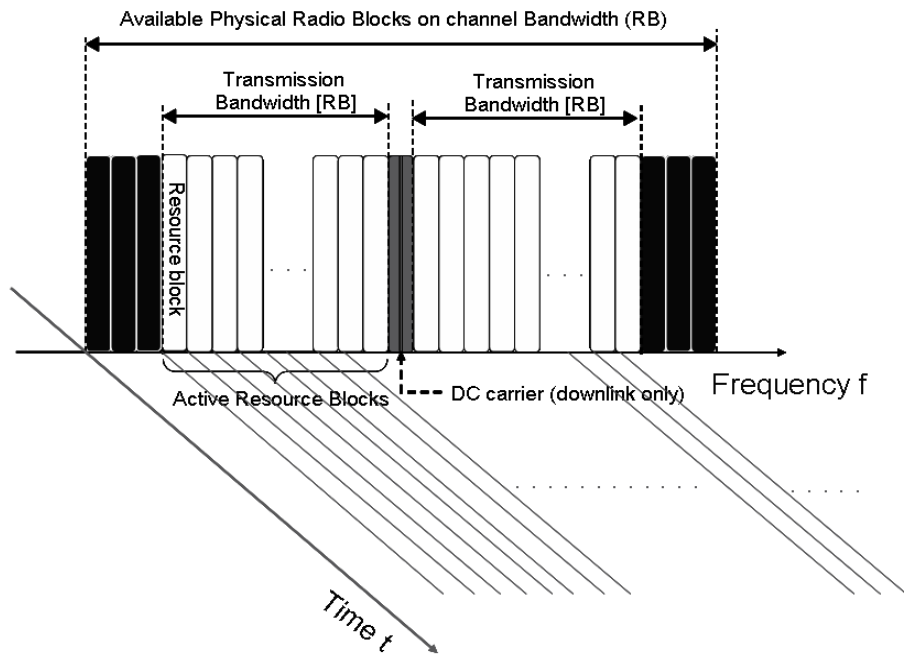 Available Physical Radio Blocks on channel Bandwidth (RB)
Transmission
Bandwidth [RB]
Transmission
Bandwidth [RB]
Resource block
Active Resource Blocks
DC carrier (downlink only)
Frequency f
Time t